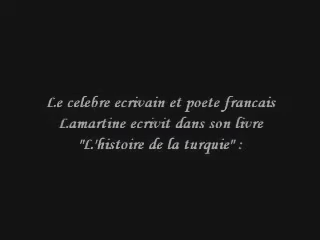 Le celebre ecrivain et poete francais
Lamartine ecrivit dans son livre
"L'histoire de la turquie" :